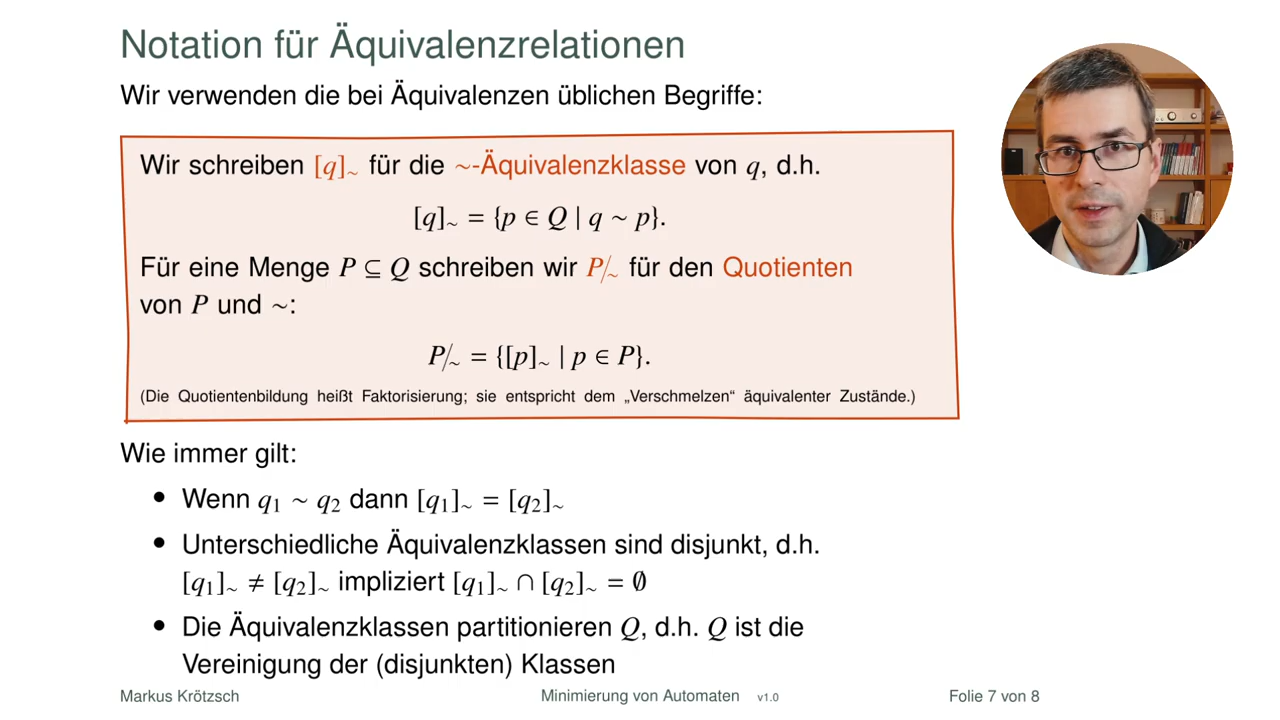 Notation für Äquivalenzrelationen
Wir verwenden die bei Äquivalenzen üblichen Begriffe:
Wir schreiben [q]∼ für die ∼-Äquivalenzklasse von q, d.h.
[q]∼ = {p ∈ Q | q ∼ p}.
Für eine Menge P ⊆ Q schreiben wir P/∼ für den Quotienten
von P und ∼:
P/∼ = {[p]∼ | p ∈ P}.
(Die Quotientenbildung heißt Faktorisierung; sie entspricht dem „Verschmelzen“ äquivalenter Zustände.)
Wie immer gilt:
• Wenn q₁ ∼ q₂ dann [q₁]∼ = [q₂]∼
• Unterschiedliche Äquivalenzklassen sind disjunkt, d.h.
[q₁]∼ ≠ [q₂]∼ impliziert [q₁]∼ ∩ [q₂]∼ = ∅
• Die Äquivalenzklassen partitionieren Q, d.h. Q ist die
Vereinigung der (disjunkten) Klassen
Markus Krötzsch Minimierung von Automaten v1.0 Folie 7 von 8